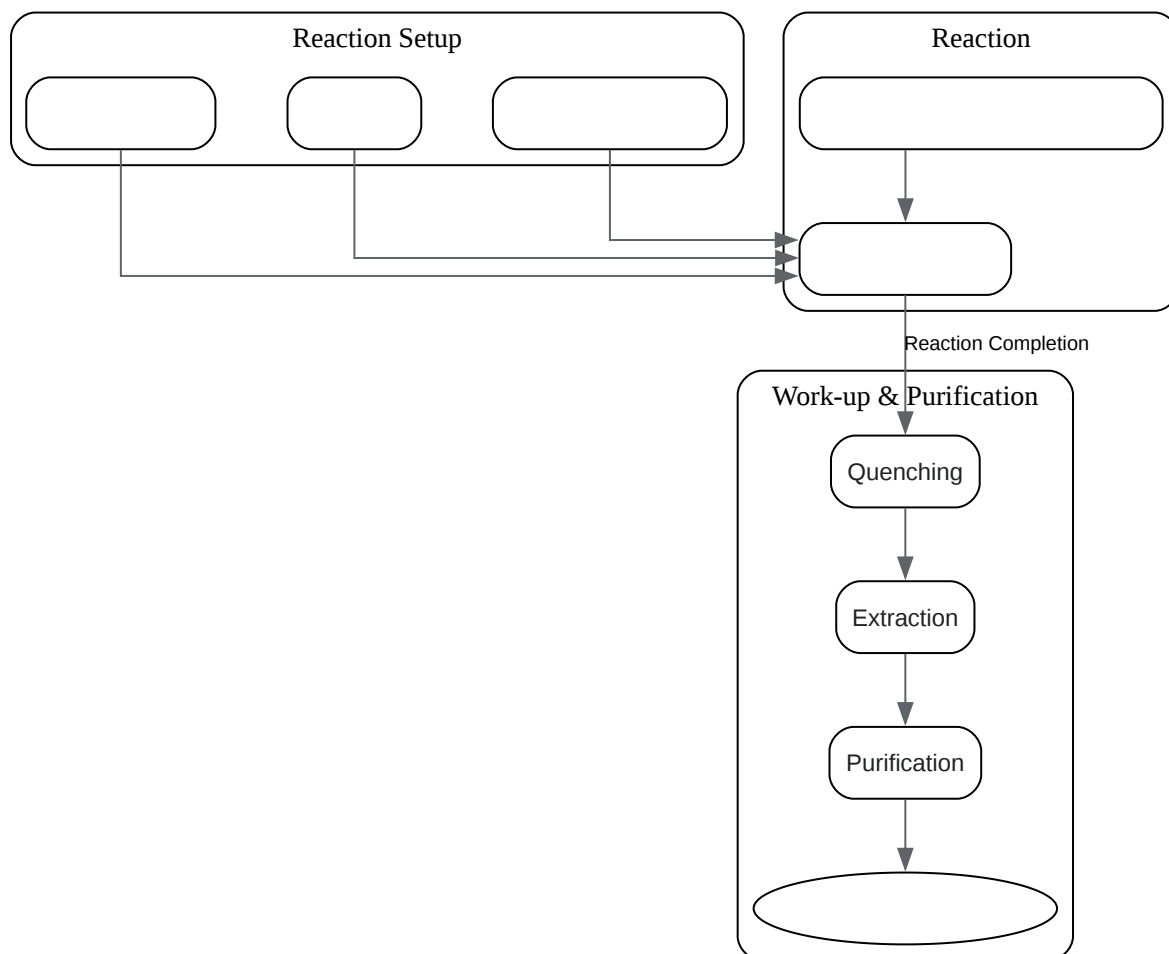 Reaction Setup
Reaction
Reaction Completion
Work-up & Purification
Quenching
Extraction
Purification